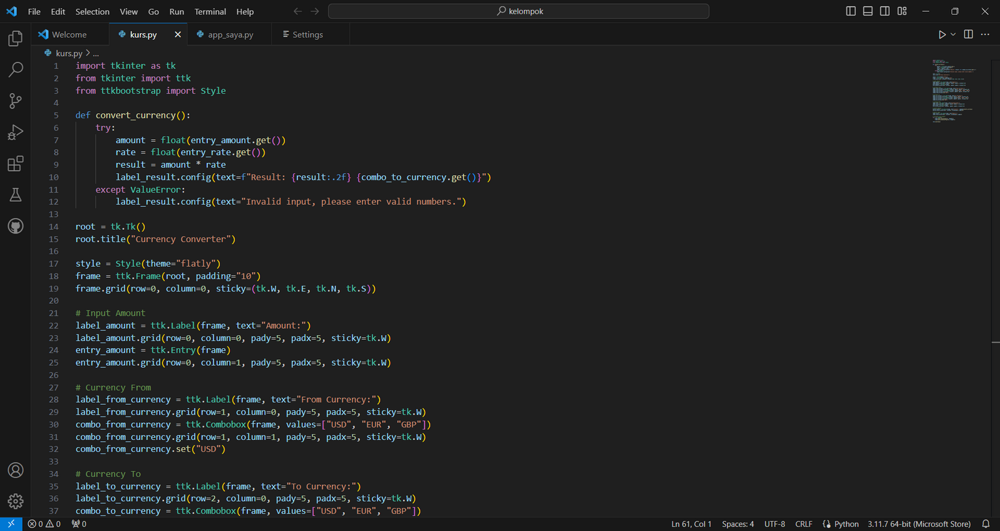 File Edit Selection View Go Run Terminal Help
kelompok
Welcome kurs.py app_saya.py Settings
kurs.py > ...
1 import tkinter as tk
2 from tkinter import ttk
3 from ttkbootstrap import Style
4
5 def convert_currency():
6 try:
7 amount = float(entry_amount.get())
8 rate = float(entry_rate.get())
9 result = amount * rate
10 label_result.config(text=f"Result: {result:.2f} {combo_to_currency.get()}")
11 except ValueError:
12 label_result.config(text="Invalid input, please enter valid numbers.")
13
14 root = tk.Tk()
15 root.title("Currency Converter")
16
17 style = Style(theme="flatly")
18 frame = ttk.Frame(root, padding="10")
19 frame.grid(row=0, column=0, sticky=(tk.W, tk.E, tk.N, tk.S))
20
21 # Input Amount
22 label_amount = ttk.Label(frame, text="Amount:")
23 label_amount.grid(row=0, column=0, pady=5, padx=5, sticky=tk.W)
24 entry_amount = ttk.Entry(frame)
25 entry_amount.grid(row=0, column=1, pady=5, padx=5, sticky=tk.W)
26
27 # Currency From
28 label_from_currency = ttk.Label(frame, text="From Currency:")
29 label_from_currency.grid(row=1, column=0, pady=5, padx=5, sticky=tk.W)
30 combo_from_currency = ttk.Combobox(frame, values=["USD", "EUR", "GBP"])
31 combo_from_currency.grid(row=1, column=1, pady=5, padx=5, sticky=tk.W)
32 combo_from_currency.set("USD")
33
34 # Currency To
35 label_to_currency = ttk.Label(frame, text="To Currency:")
36 label_to_currency.grid(row=2, column=0, pady=5, padx=5, sticky=tk.W)
37 combo_to_currency = ttk.Combobox(frame, values=["USD", "EUR", "GBP"])
0 0 0 Ln 61, Col 1 Spaces: 4 UTF-8 CRLF Python 3.11.7 64-bit (Microsoft Store)